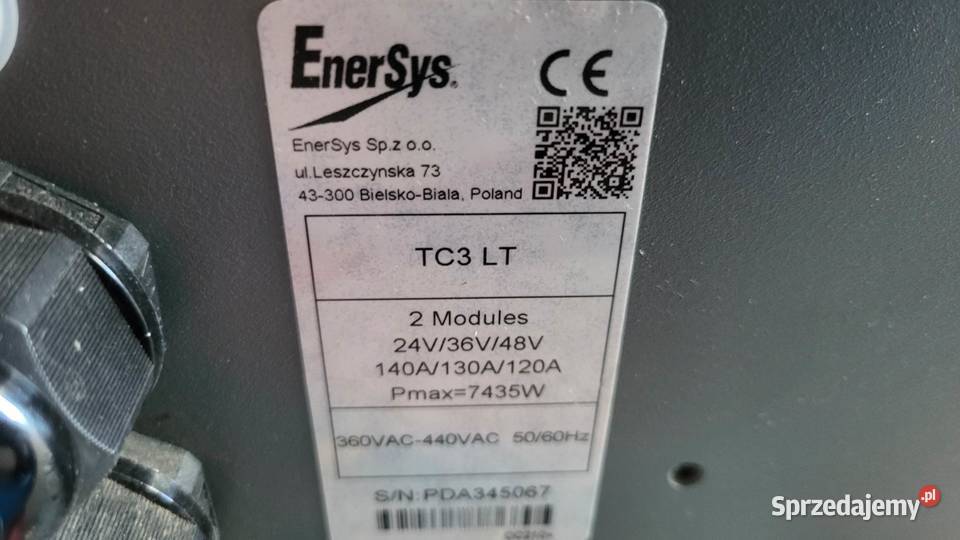 EnerSys
CE
EnerSys Sp.z o.o.
ul.Leszczynska 73
43-300 Bielsko-Biala, Poland
TC3 LT
2 Modules
24V/36V/48V
140A/130A/120A
Pmax=7435W
360VAC-440VAC 50/60Hz
S/N: PDA345067
Sprzedajemy.pl